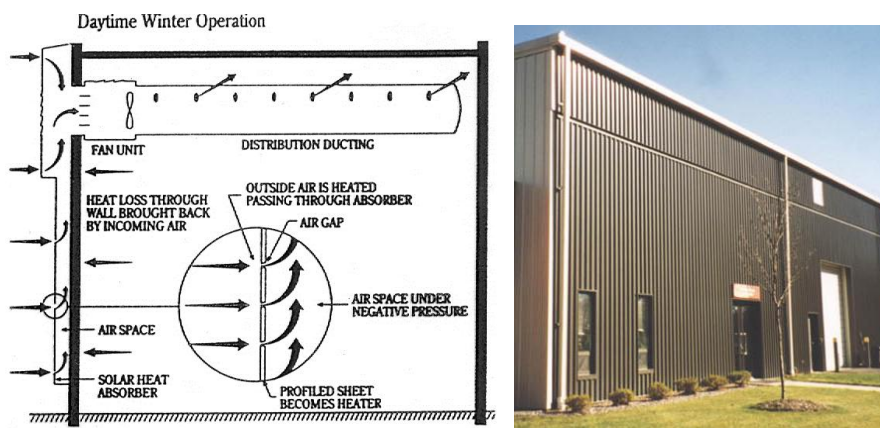 Daytime Winter Operation
FAN UNIT
DISTRIBUTION DUCTING
HEAT LOSS THROUGH
WALL BROUGHT BACK
BY INCOMING AIR
OUTSIDE AIR IS HEATED
PASSING THROUGH ABSORBER
AIR GAP
AIR SPACE UNDER
NEGATIVE PRESSURE
AIR SPACE
SOLAR HEAT
ABSORBER
PROFILED SHEET
BECOMES HEATER